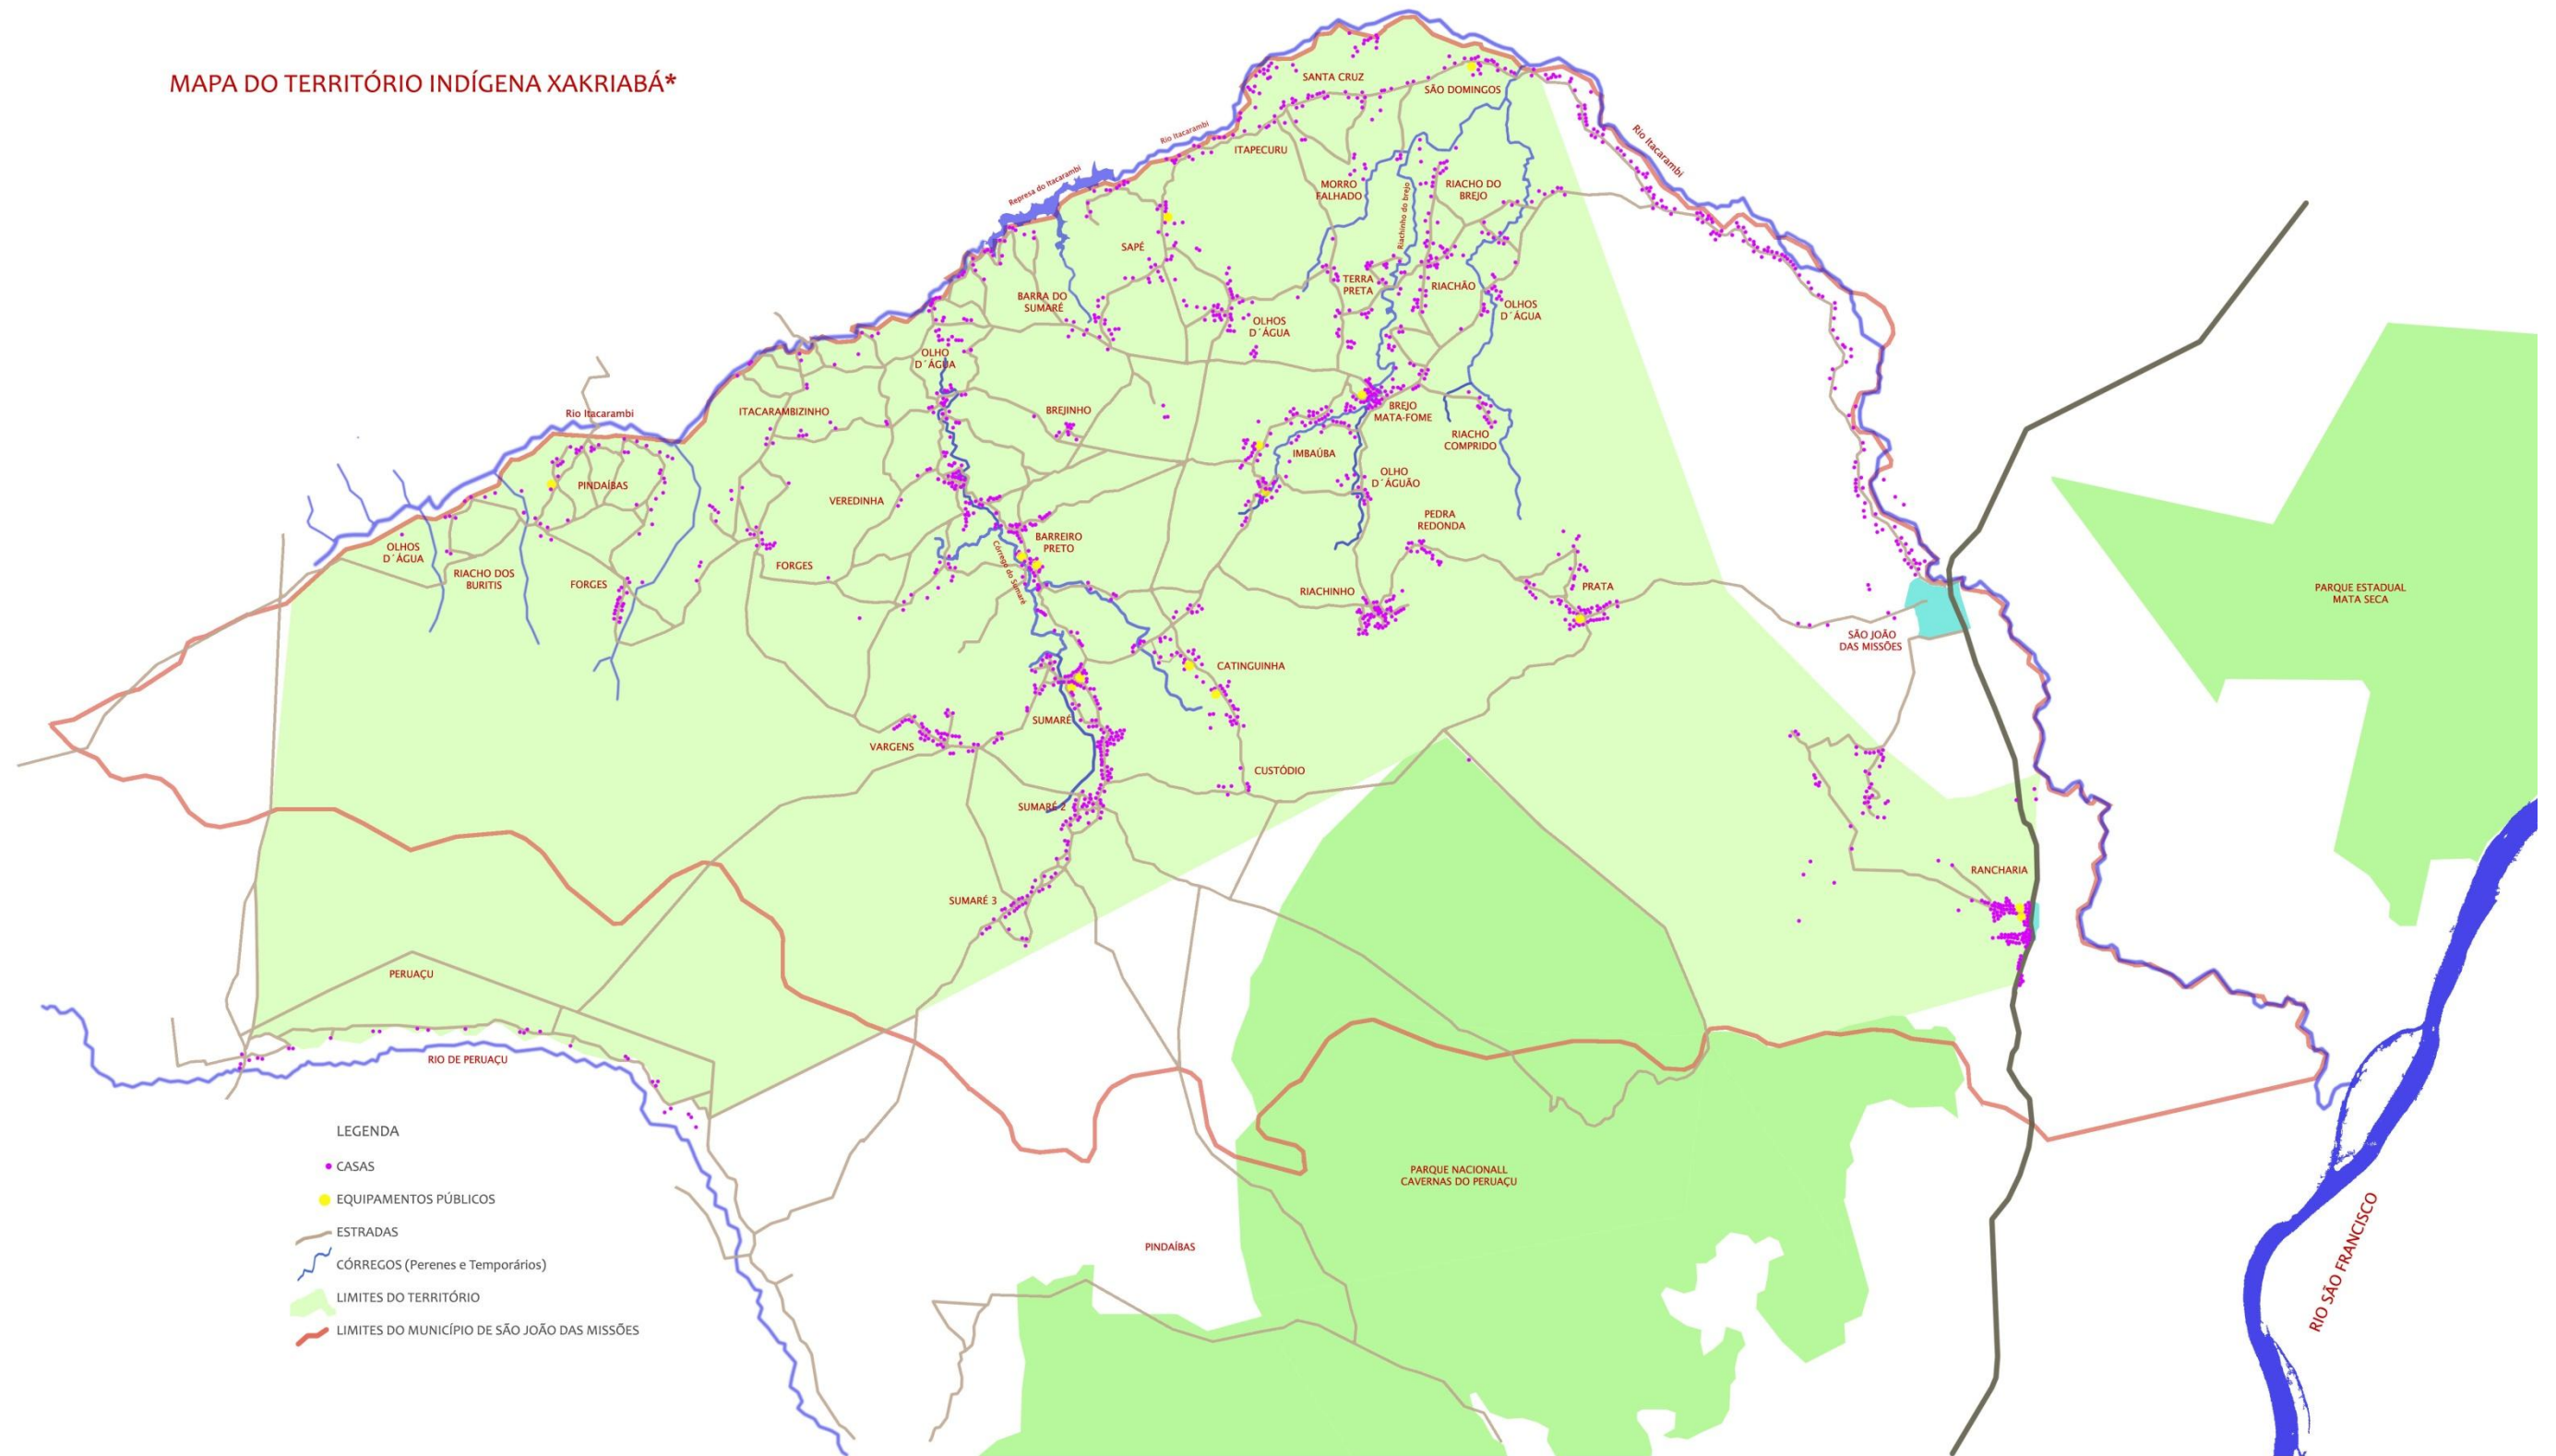 MAPA DO TERRITÓRIO INDÍGENA XAKRIABÁ*
SANTA CRUZ
SÃO DOMINGOS
Rio Itacarambi
Rio Itacarambi
ITAPECURU
Represa do Itacarambi
MORRO
FALHADO
RIACHO DO
BREJO
Riachinho do brejo
SAPÉ
TERRA
PRETA
RIACHÃO
BARRA DO
SUMARÉ
OLHOS
D´ÁGUA
OLHOS
D´ÁGUA
OLHO
D´ÁGUA
Rio Itacarambi
ITACARAMBIZINHO
BREJINHO
BREJO
MATA-FOME
RIACHO
COMPRIDO
IMBAÚBA
OLHO
D´ÁGUÃO
PINDAÍBAS
VEREDINHA
PEDRA
REDONDA
BARREIRO
PRETO
Córrego do Sumaré
OLHOS
D´ÁGUA
RIACHO DOS
BURITIS
FORGES
FORGES
RIACHINHO
PRATA
PARQUE ESTADUAL
MATA SECA
SÃO JOÃO
DAS MISSÕES
CATINGUINHA
SUMARÉ
VARGENS
CUSTÓDIO
SUMARÉ 2
RANCHARIA
SUMARÉ 3
PERUAÇU
RIO DE PERUAÇU
PARQUE NACIONALL
CAVERNAS DO PERUAÇU
PINDAÍBAS
RIO SÃO FRANCISCO
LEGENDA
CASAS
EQUIPAMENTOS PÚBLICOS
ESTRADAS
CÓRREGOS (Perenes e Temporários)
LIMITES DO TERRITÓRIO
LIMITES DO MUNICÍPIO DE SÃO JOÃO DAS MISSÕES